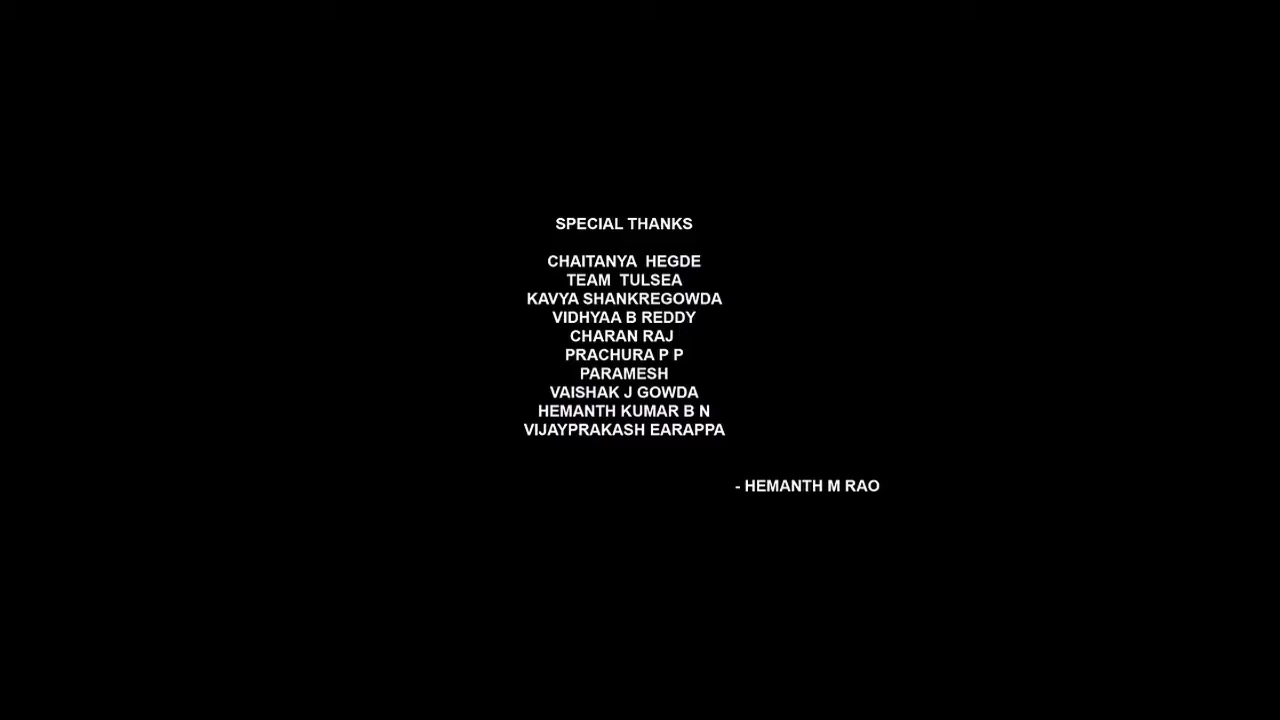 SPECIAL THANKS
CHAITANYA  HEGDE
TEAM  TULSEA
KAVYA SHANKREGOWDA
VIDHYAA B REDDY
CHARAN RAJ
PRACHURA P P
PARAMESH
VAISHAK J GOWDA
HEMANTH KUMAR B N
VIJAYPRAKASH EARAPPA
- HEMANTH M RAO